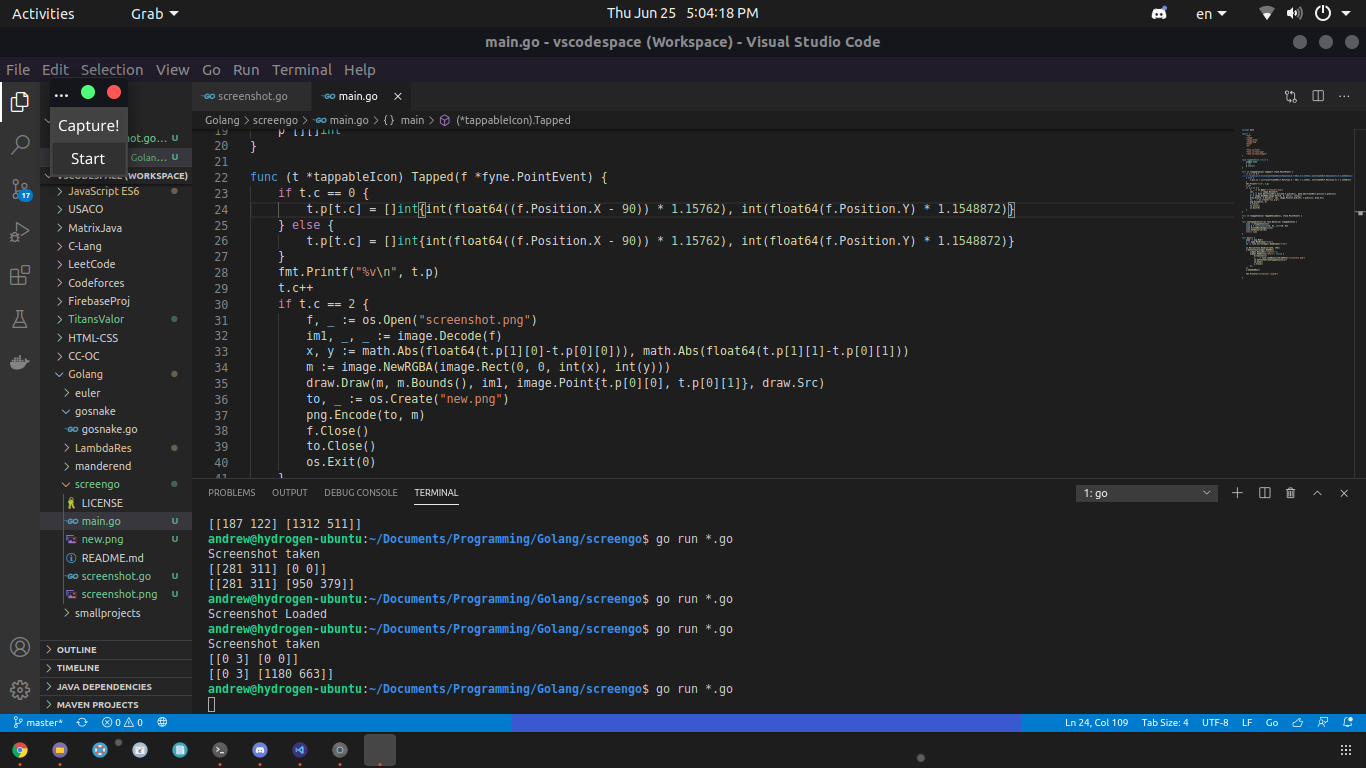 Activities Grab Thu Jun 25 5:04:18 PM en
main.go - vscodespace (Workspace) - Visual Studio Code
File Edit Selection View Go Run Terminal Help
Capture!
Start
screenshot.go main.go
Golang > screengo > main.go > {} main > (*tappableIcon).Tapped
ot.go... U
Golan... U
VSCODESPACE (WORKSPACE)
JavaScript ES6
USACO
MatrixJava
C-Lang
LeetCode
Codeforces
FirebaseProj
TitansValor
HTML-CSS
CC-OC
Golang
euler
gosnake
gosnake.go
LambdaRes
manderend
screengo
LICENSE
main.go U
new.png U
README.md
screenshot.go U
screenshot.png U
smallprojects
OUTLINE
TIMELINE
JAVA DEPENDENCIES
MAVEN PROJECTS
17
19 p [][]int
20 }
21
22 func (t *tappableIcon) Tapped(f *fyne.PointEvent) {
23 if t.c == 0 {
24 t.p[t.c] = []int{int(float64((f.Position.X - 90)) * 1.15762), int(float64(f.Position.Y) * 1.1548872)}
25 } else {
26 t.p[t.c] = []int{int(float64((f.Position.X - 90)) * 1.15762), int(float64(f.Position.Y) * 1.1548872)}
27 }
28 fmt.Printf("%v\n", t.p)
29 t.c++
30 if t.c == 2 {
31 f, _ := os.Open("screenshot.png")
32 im1, _, _ := image.Decode(f)
33 x, y := math.Abs(float64(t.p[1][0]-t.p[0][0])), math.Abs(float64(t.p[1][1]-t.p[0][1]))
34 m := image.NewRGBA(image.Rect(0, 0, int(x), int(y)))
35 draw.Draw(m, m.Bounds(), im1, image.Point{t.p[0][0], t.p[0][1]}, draw.Src)
36 to, _ := os.Create("new.png")
37 png.Encode(to, m)
38 f.Close()
39 to.Close()
40 os.Exit(0)
41 }
PROBLEMS OUTPUT DEBUG CONSOLE TERMINAL 1: go
[[187 122] [1312 511]]
andrew@hydrogen-ubuntu:~/Documents/Programming/Golang/screengo$ go run *.go
Screenshot taken
[[281 311] [0 0]]
[[281 311] [950 379]]
andrew@hydrogen-ubuntu:~/Documents/Programming/Golang/screengo$ go run *.go
Screenshot Loaded
andrew@hydrogen-ubuntu:~/Documents/Programming/Golang/screengo$ go run *.go
Screenshot taken
[[0 3] [0 0]]
[[0 3] [1180 663]]
andrew@hydrogen-ubuntu:~/Documents/Programming/Golang/screengo$ go run *.go
master* 0 0 Ln 24, Col 109 Tab Size: 4 UTF-8 LF Go